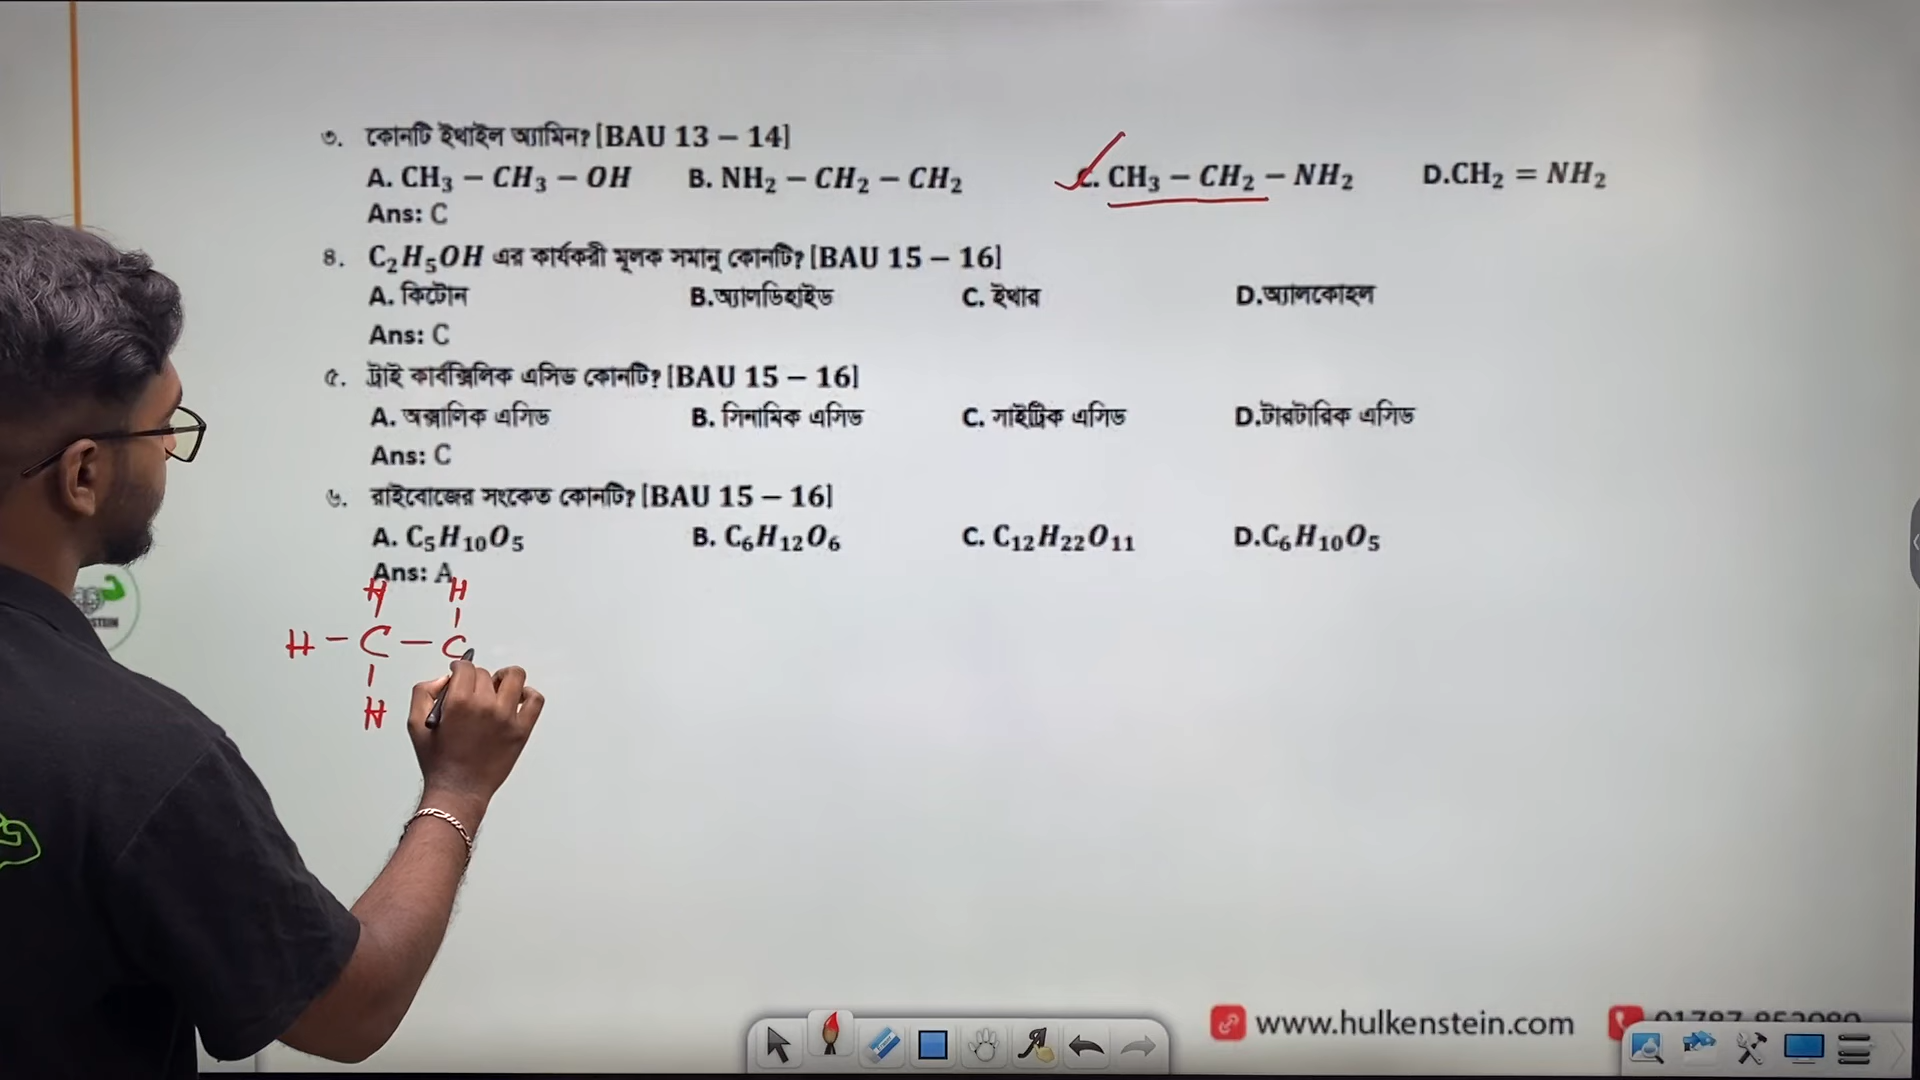 ৩. কোনটি ইথাইল অ্যামিন? [BAU 13 – 14]
A. CH₃ – CH₃ – OH B. NH₂ – CH₂ – CH₂ C. CH₃ – CH₂ – NH₂ D.CH₂ = NH₂
Ans: C
৪. C₂H₅OH এর কার্যকরী মূলক সমানু কোনটি? [BAU 15 – 16]
A. কিটোন B.অ্যালডিহাইড C. ইথার D.অ্যালকোহল
Ans: C
৫. ট্রাই কার্বক্সিলিক এসিড কোনটি? [BAU 15 – 16]
A. অক্সালিক এসিড B. সিনামিক এসিড C. সাইট্রিক এসিড D.টারটারিক এসিড
Ans: C
৬. রাইবোজের সংকেত কোনটি? [BAU 15 – 16]
A. C₅H₁₀O₅ B. C₆H₁₂O₆ C. C₁₂H₂₂O₁₁ D.C₆H₁₀O₅
Ans: A
H H
H – C – C
H
www.hulkenstein.com